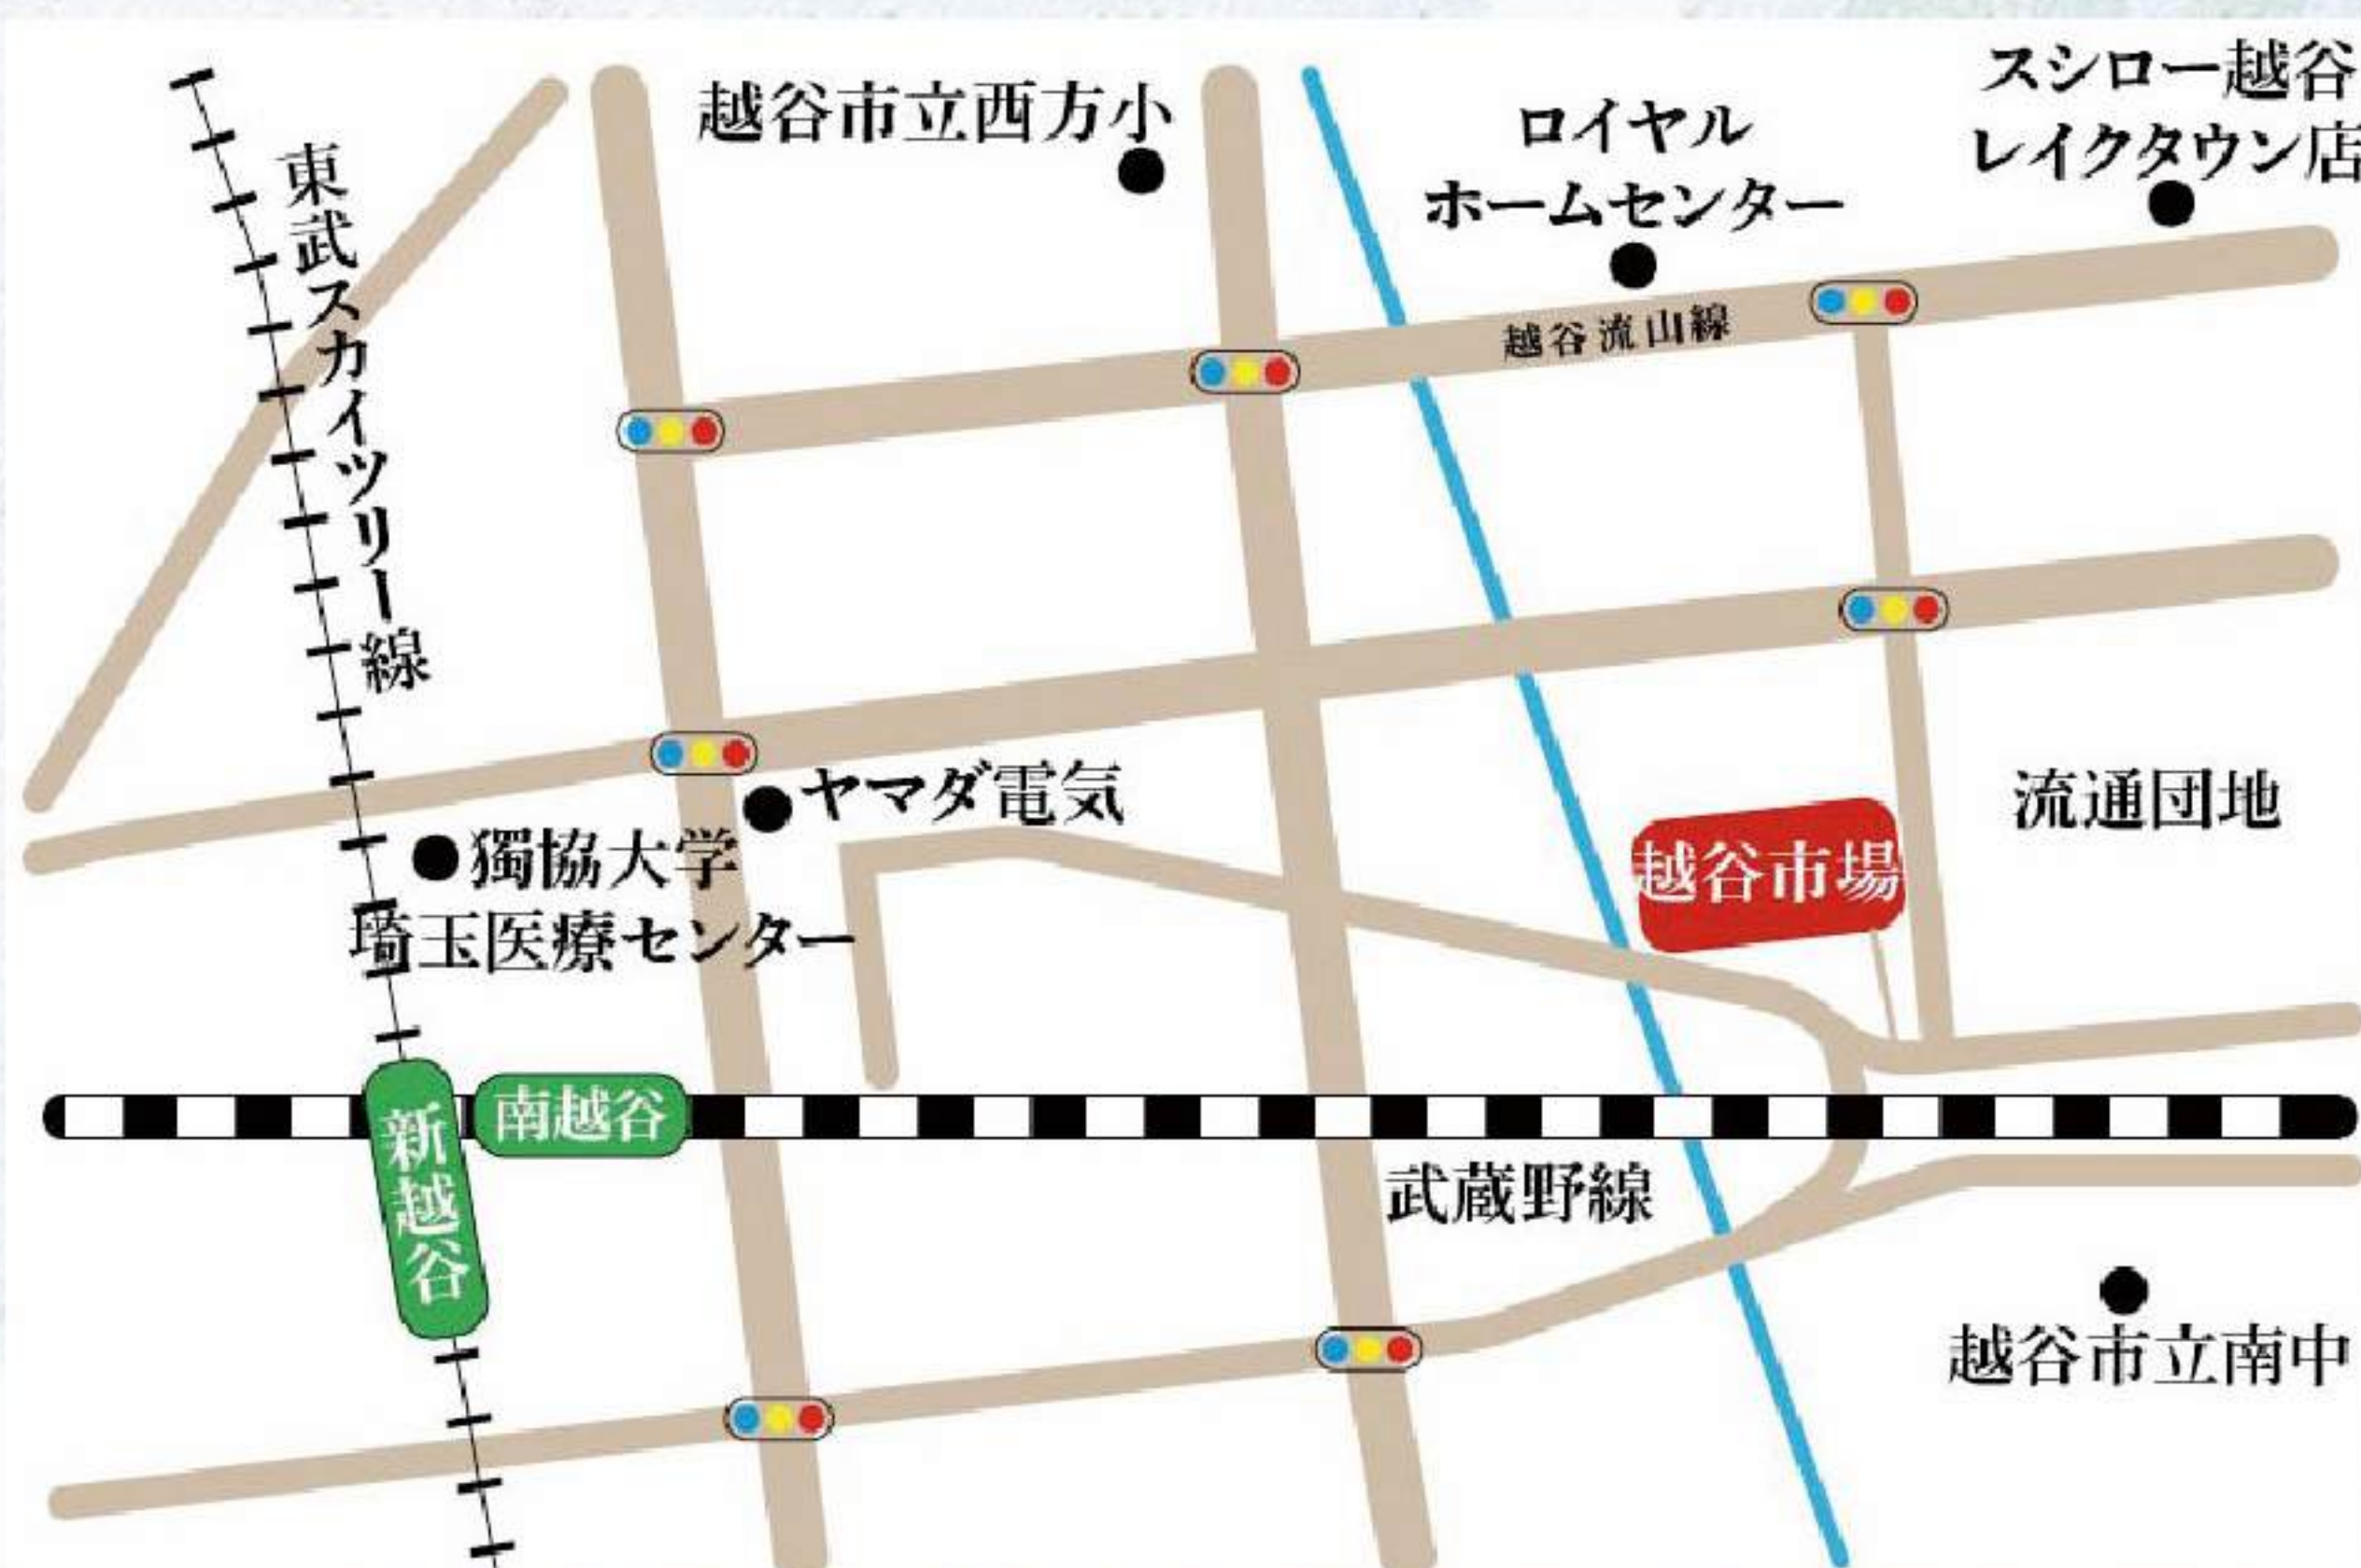 スシロー越谷
レイクタウン店
越谷市立西方小
ロイヤル
ホームセンター
東武スカイツリー線
越谷流山線
ヤマダ電気
流通団地
獨協大学
埼玉医療センター
越谷市場
南越谷
新越谷
武蔵野線
越谷市立南中